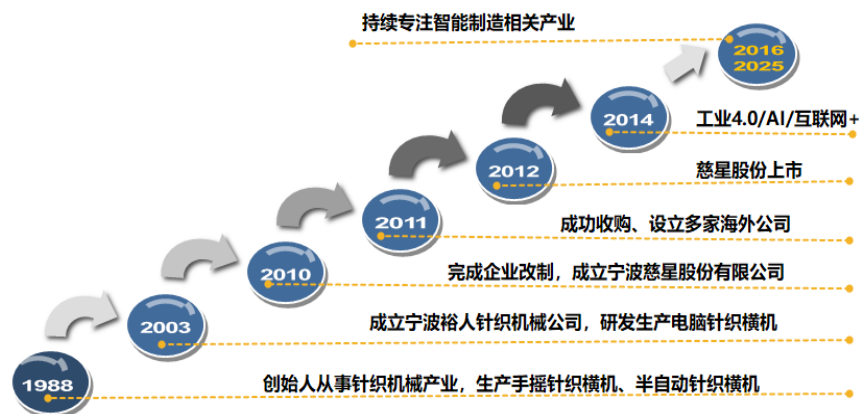 持续专注智能制造相关产业
2016
2025
2014
工业4.0/AI/互联网+
2012
慈星股份上市
2011
成功收购、设立多家海外公司
2010
完成企业改制，成立宁波慈星股份有限公司
2003
成立宁波裕人针织机械公司，研发生产电脑针织横机
1988
创始人从事针织机械产业，生产手摇针织横机、半自动针织横机